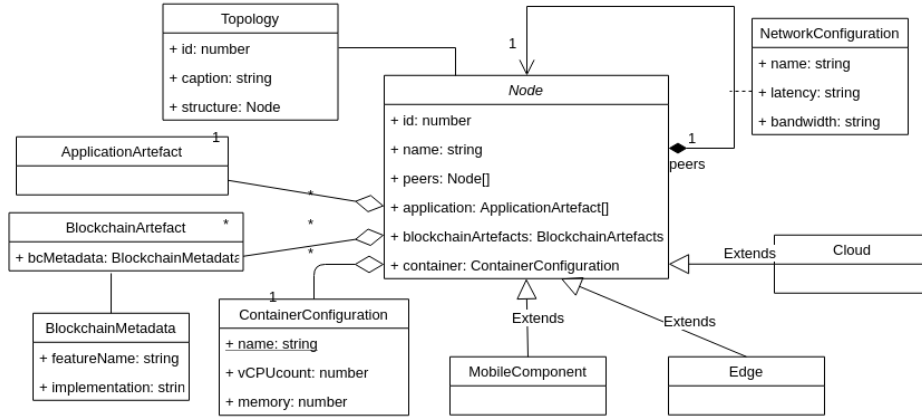 Topology
+ id: number
+ caption: string
+ structure: Node
1
NetworkConfiguration
+ name: string
+ latency: string
+ bandwidth: string
Node
+ id: number
+ name: string
+ peers: Node[]
+ application: ApplicationArtefact[]
+ blockchainArtefacts: BlockchainArtefacts
+ container: ContainerConfiguration
1
peers
1
ApplicationArtefact
*
*
BlockchainArtefact
+ bcMetadata: BlockchainMetadata
*
*
Extends
Cloud
BlockchainMetadata
+ featureName: string
+ implementation: strin
1
ContainerConfiguration
+ name: string
+ vCPUcount: number
+ memory: number
Extends
MobileComponent
Extends
Edge